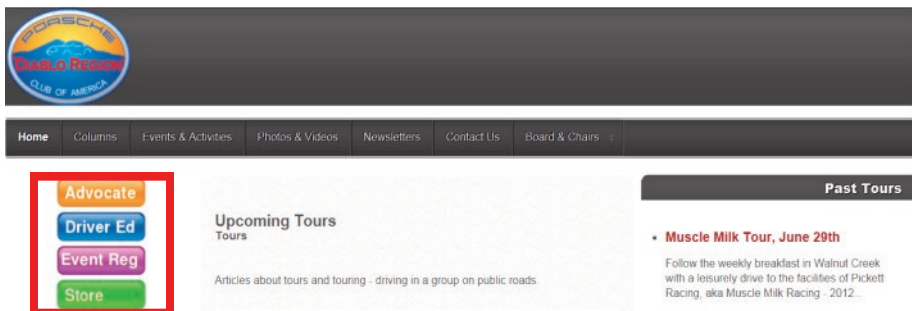 PORSCHE
DIABLO REGION
CLUB OF AMERICA
Home Columns Events & Activities Photos & Videos Newsletters Contact Us Board & Chairs
Advocate
Driver Ed
Event Reg
Store
Upcoming Tours
Tours
Articles about tours and touring - driving in a group on public roads.
Past Tours
Muscle Milk Tour, June 29th
Follow the weekly breakfast in Walnut Creek
with a leisurely drive to the facilities of Pickett
Racing, aka Muscle Milk Racing - 2012...